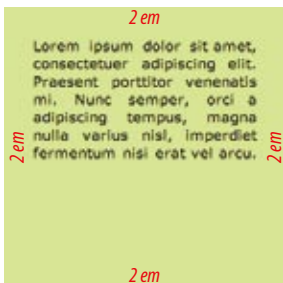 2 em
Lorem ipsum dolor sit amet,
consectetuer adipiscing elit.
Praesent porttitor venenatis
mi. Nunc semper, orci a
adipiscing tempus, magna
nulla varius nisl, imperdiet
fermentum nisi erat vel arcu.
2 em
2 em
2 em